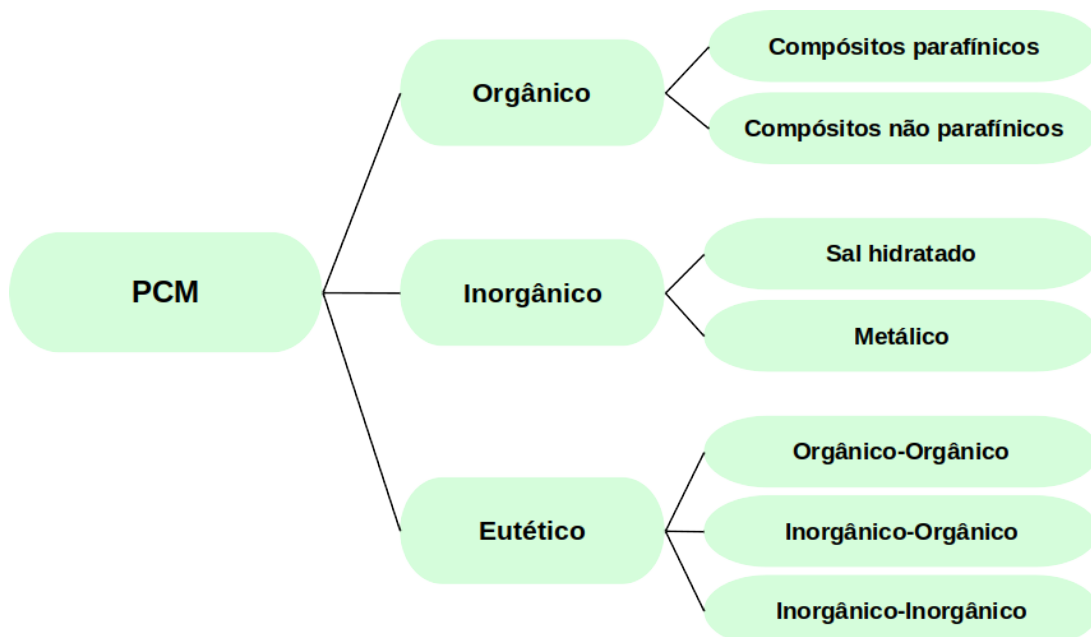 PCM
Orgânico
Compósitos parafínicos
Compósitos não parafínicos
Inorgânico
Sal hidratado
Metálico
Eutético
Orgânico-Orgânico
Inorgânico-Orgânico
Inorgânico-Inorgânico